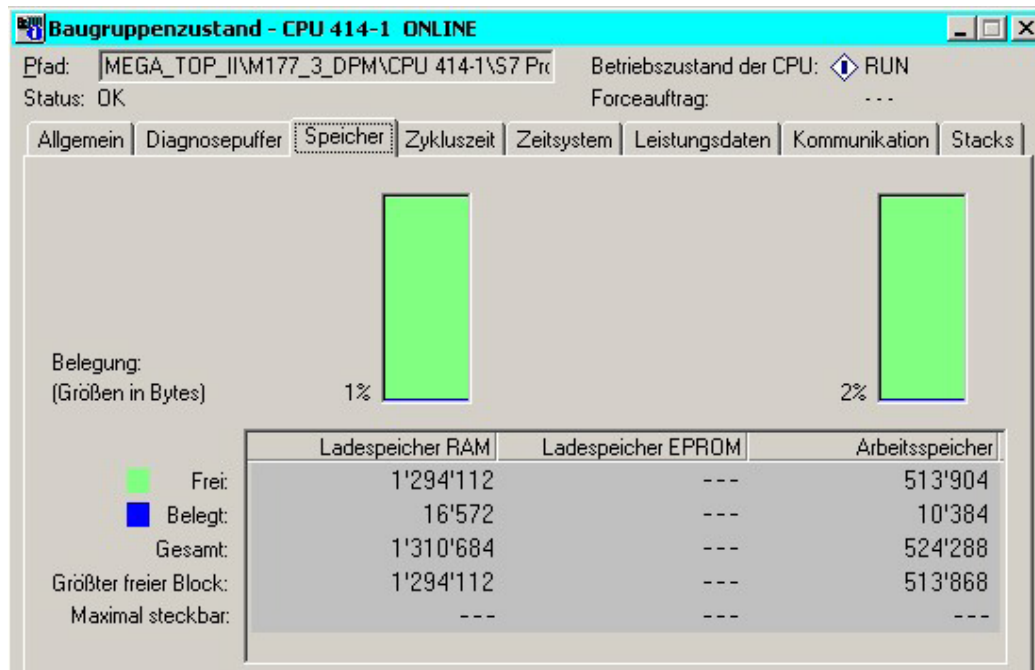 Baugruppenzustand - CPU 414-1 ONLINE
Pfad: MEGA_TOP_II\M177_3_DPM\CPU 414-1\S7 Pro Betriebszustand der CPU: RUN
Status: OK Forceauftrag: ---
Allgemein Diagnosepuffer Speicher Zykluszeit Zeitsystem Leistungsdaten Kommunikation Stacks
Belegung:
(Größen in Bytes) 1% 2%
Ladespeicher RAM Ladespeicher EPROM Arbeitsspeicher
Frei: 1'294'112 --- 513'904
Belegt: 16'572 --- 10'384
Gesamt: 1'310'684 --- 524'288
Größter freier Block: 1'294'112 --- 513'868
Maximal steckbar: --- --- ---